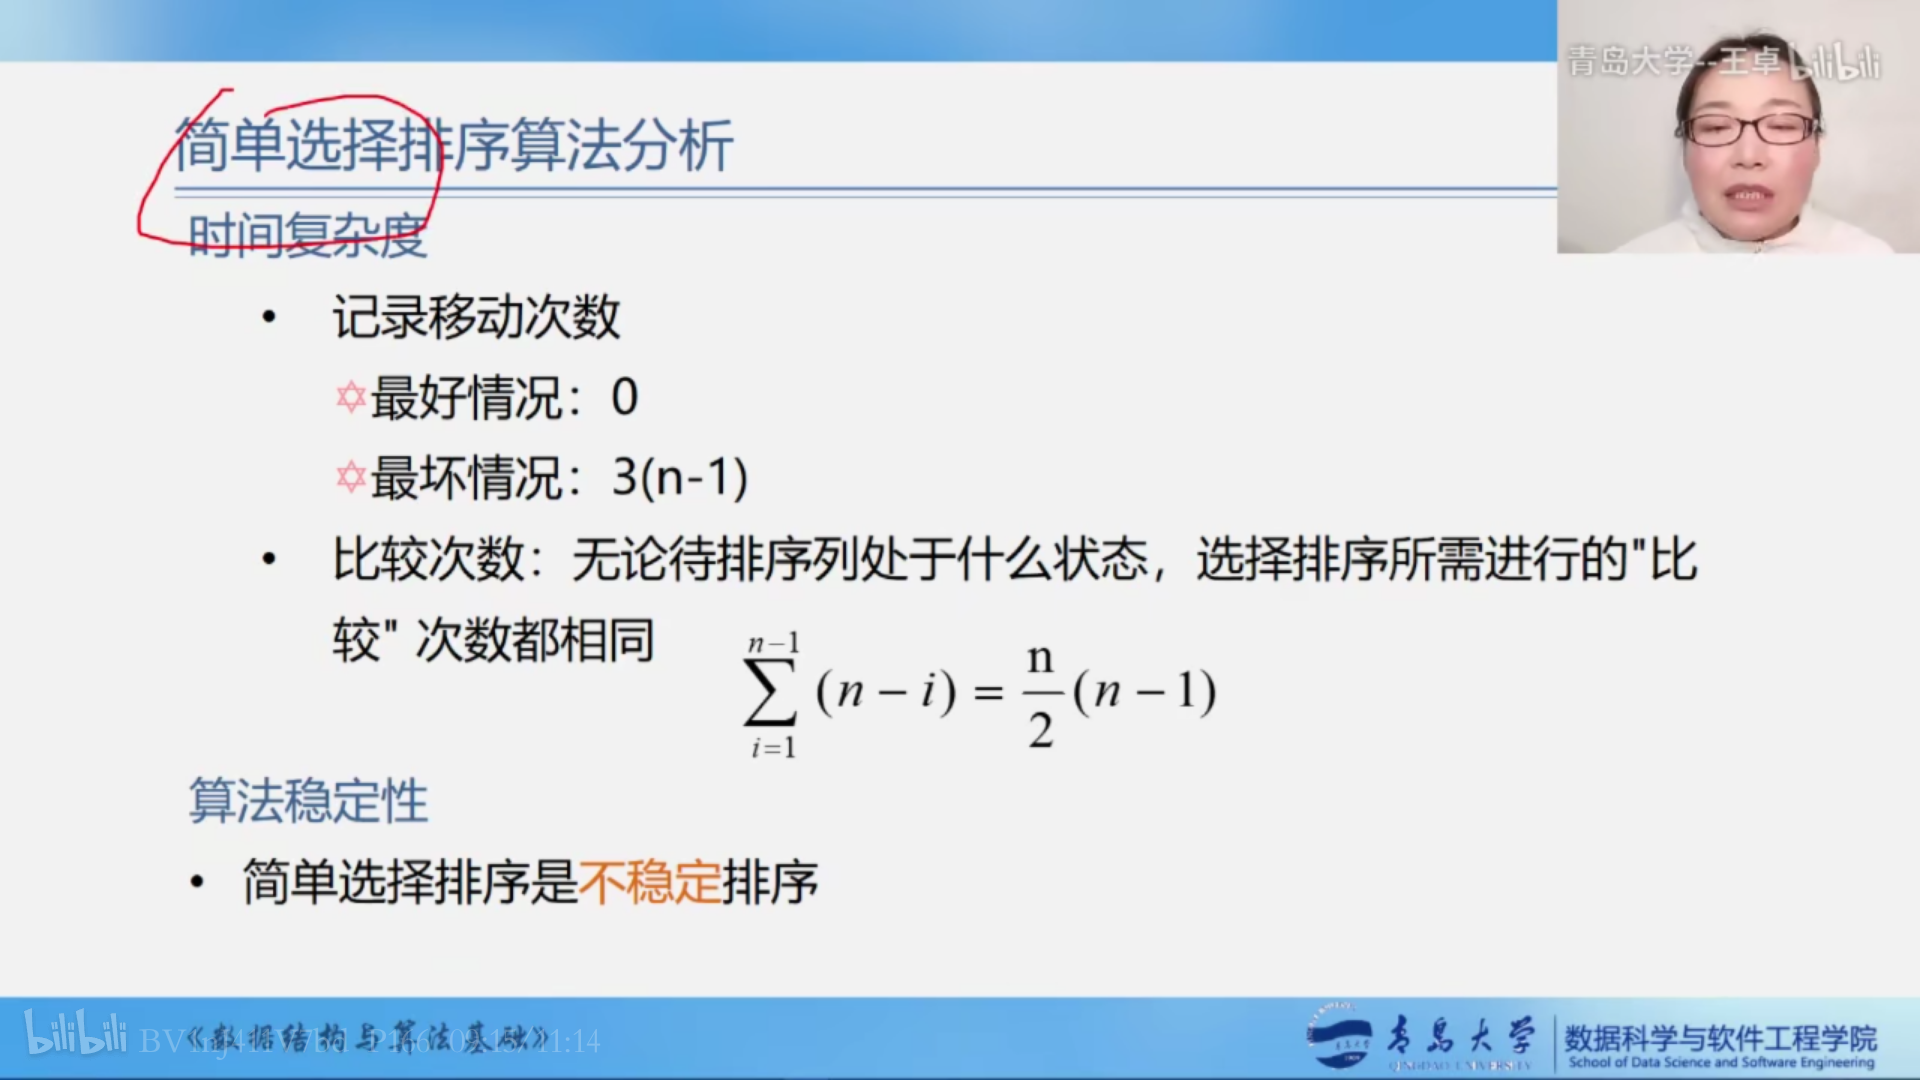 青岛大学--王卓 bilibili
简单选择排序算法分析
时间复杂度
• 记录移动次数
最好情况：0
最坏情况：3(n-1)
• 比较次数：无论待排序列处于什么状态，选择排序所需进行的"比
较" 次数都相同
n−1
∑ (n − i) = n/2 (n − 1)
i=1
算法稳定性
• 简单选择排序是不稳定排序
bilibili
《数据结构与算法基础》
青岛大学
QINGDAO UNIVERSITY
数据科学与软件工程学院
School of Data Science and Software Engineering